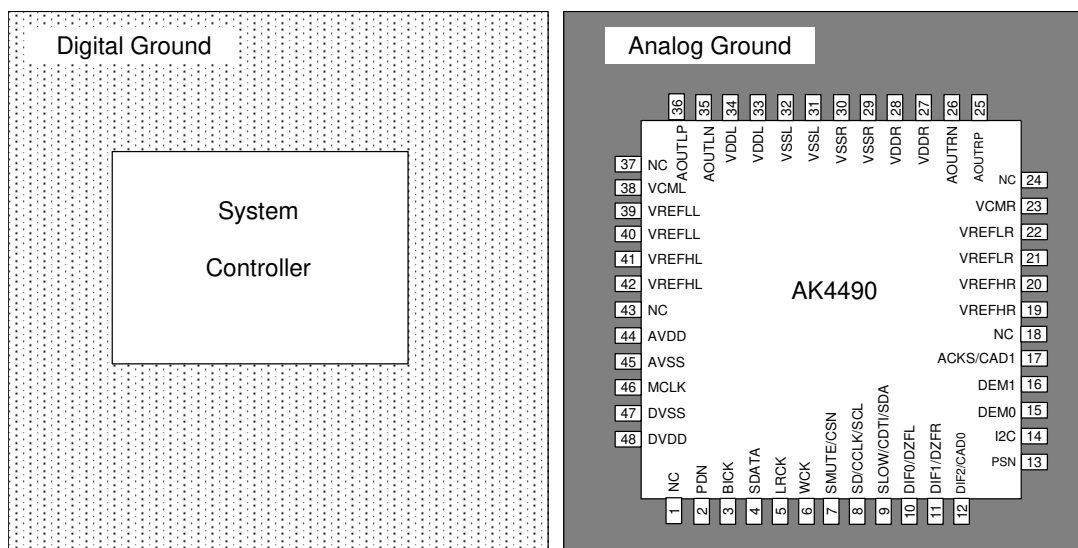 Digital Ground
System
Controller
Analog Ground
AK4490
36 AOUTLP
35 AOUTLN
34 VDDL
33 VDDL
32 VSSL
31 VSSL
30 VSSR
29 VSSR
28 VDDR
27 VDDR
26 AOUTRN
25 AOUTRP
37 NC
38 VCML
39 VREFLL
40 VREFLL
41 VREFHL
42 VREFHL
43 NC
44 AVDD
45 AVSS
46 MCLK
47 DVSS
48 DVDD
NC 24
VCMR 23
VREFLR 22
VREFLR 21
VREFHR 20
VREFHR 19
NC 18
ACKS/CAD1 17
DEM1 16
DEM0 15
I2C 14
PSN 13
NC 1
PDN 2
BICK 3
SDATA 4
LRCK 5
WCK 6
SMUTE/CSN 7
SD/CCLK/SCL 8
SLOW/CDTI/SDA 9
DIF0/DZFL 10
DIF1/DZFR 11
DIF2/CAD0 12